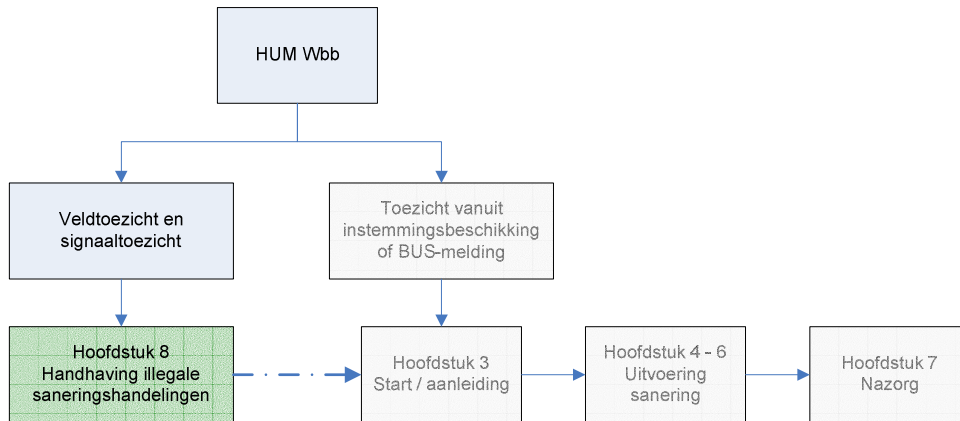 HUM Wbb
Veldtoezicht en
signaaltoezicht
Toezicht vanuit
instemmingsbeschikking
of BUS-melding
Hoofdstuk 8
Handhaving illegale
saneringshandelingen
Hoofdstuk 3
Start / aanleiding
Hoofdstuk 4 - 6
Uitvoering
sanering
Hoofdstuk 7
Nazorg